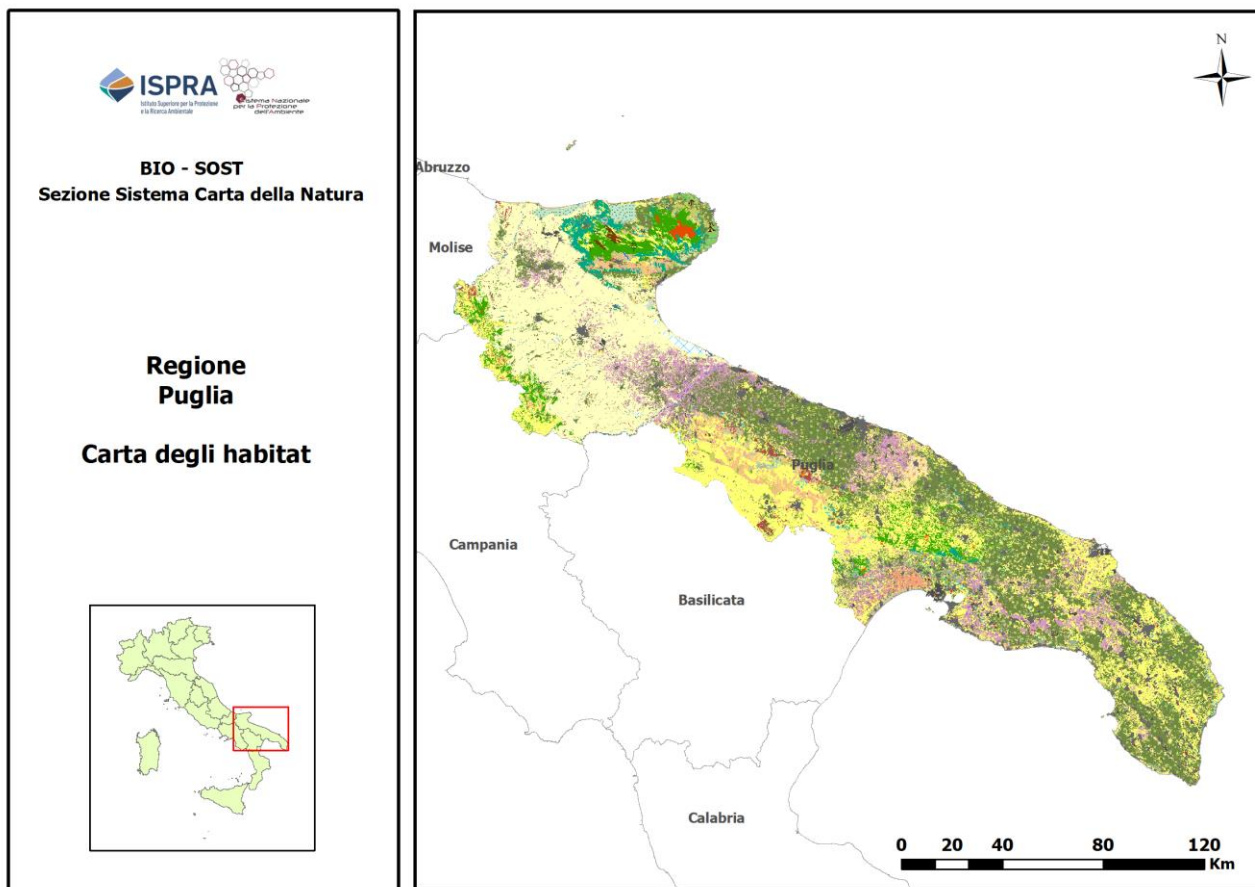 ISPRA
Istituto Superiore per la Protezione
e la Ricerca Ambientale
Sistema Nazionale
per la Protezione
dell'Ambiente
BIO - SOST
Sezione Sistema Carta della Natura
Regione
Puglia
Carta degli habitat
N
Abruzzo
Molise
Puglia
Campania
Basilicata
Calabria
0 20 40 80 120
Km